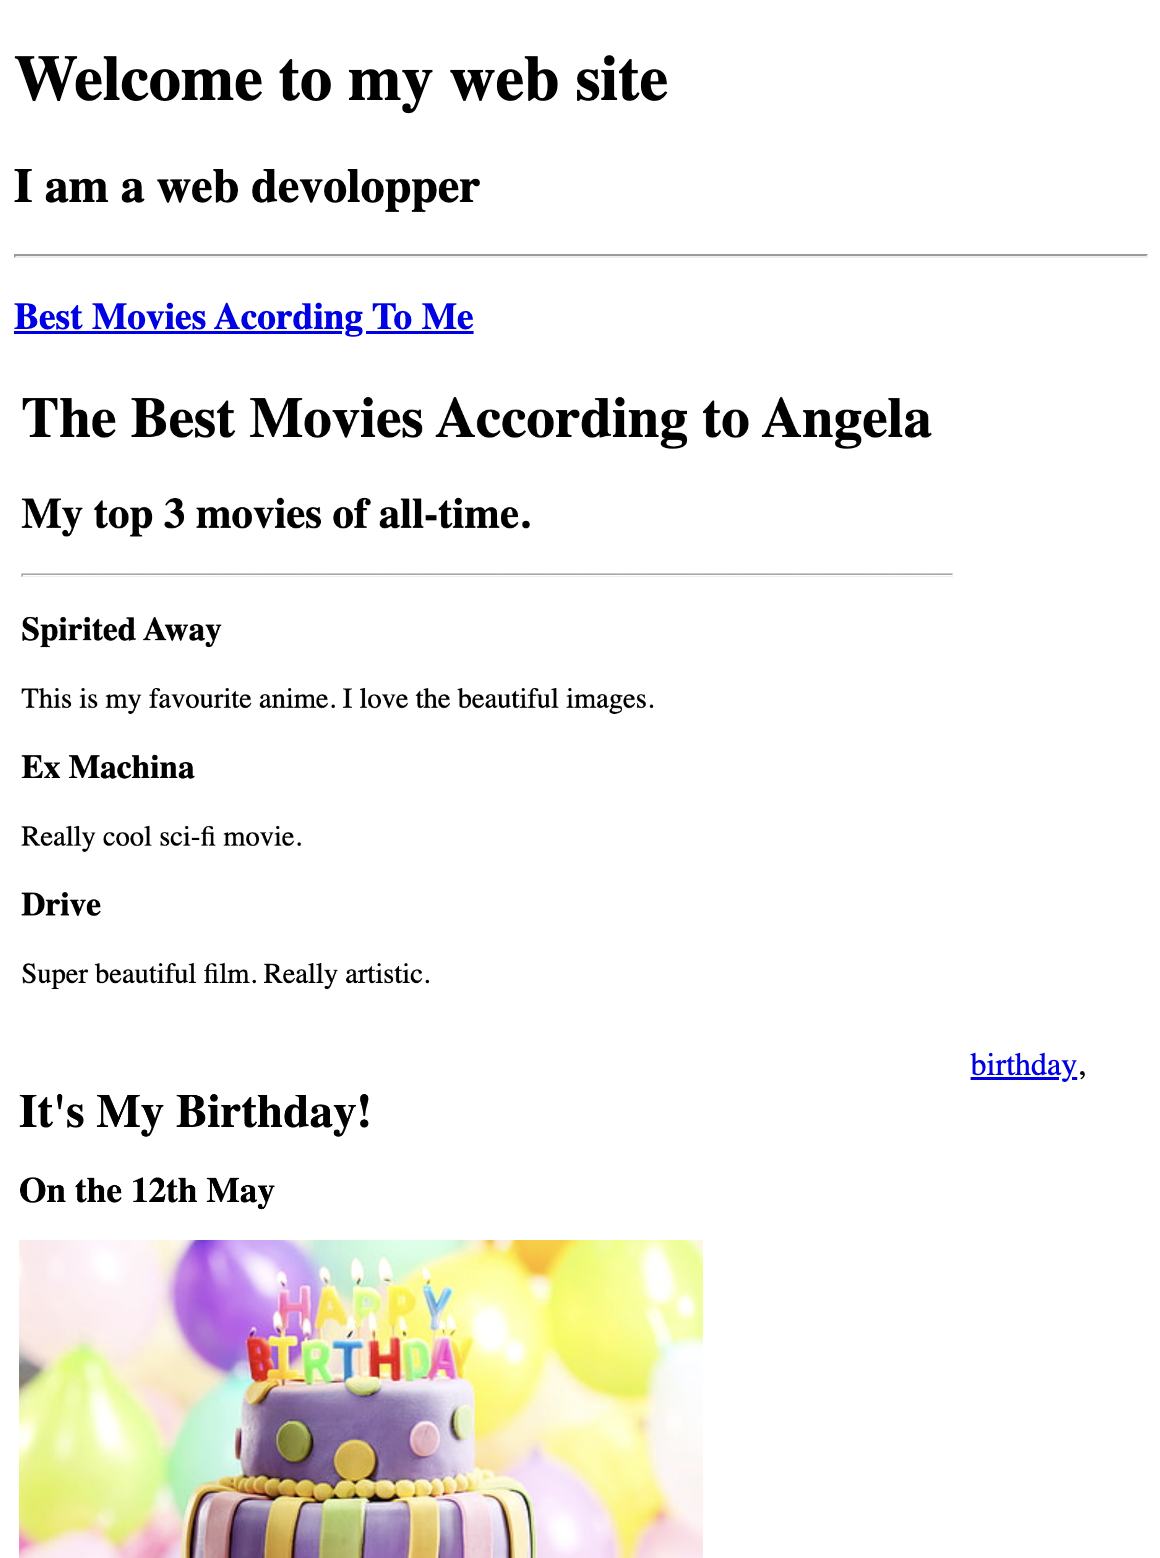 Welcome to my web site
I am a web devolopper
Best Movies Acording To Me
The Best Movies According to Angela
My top 3 movies of all-time.
Spirited Away
This is my favourite anime. I love the beautiful images.
Ex Machina
Really cool sci-fi movie.
Drive
Super beautiful film. Really artistic.
birthday,
It's My Birthday!
On the 12th May
HAPPY
BIRTHDAY